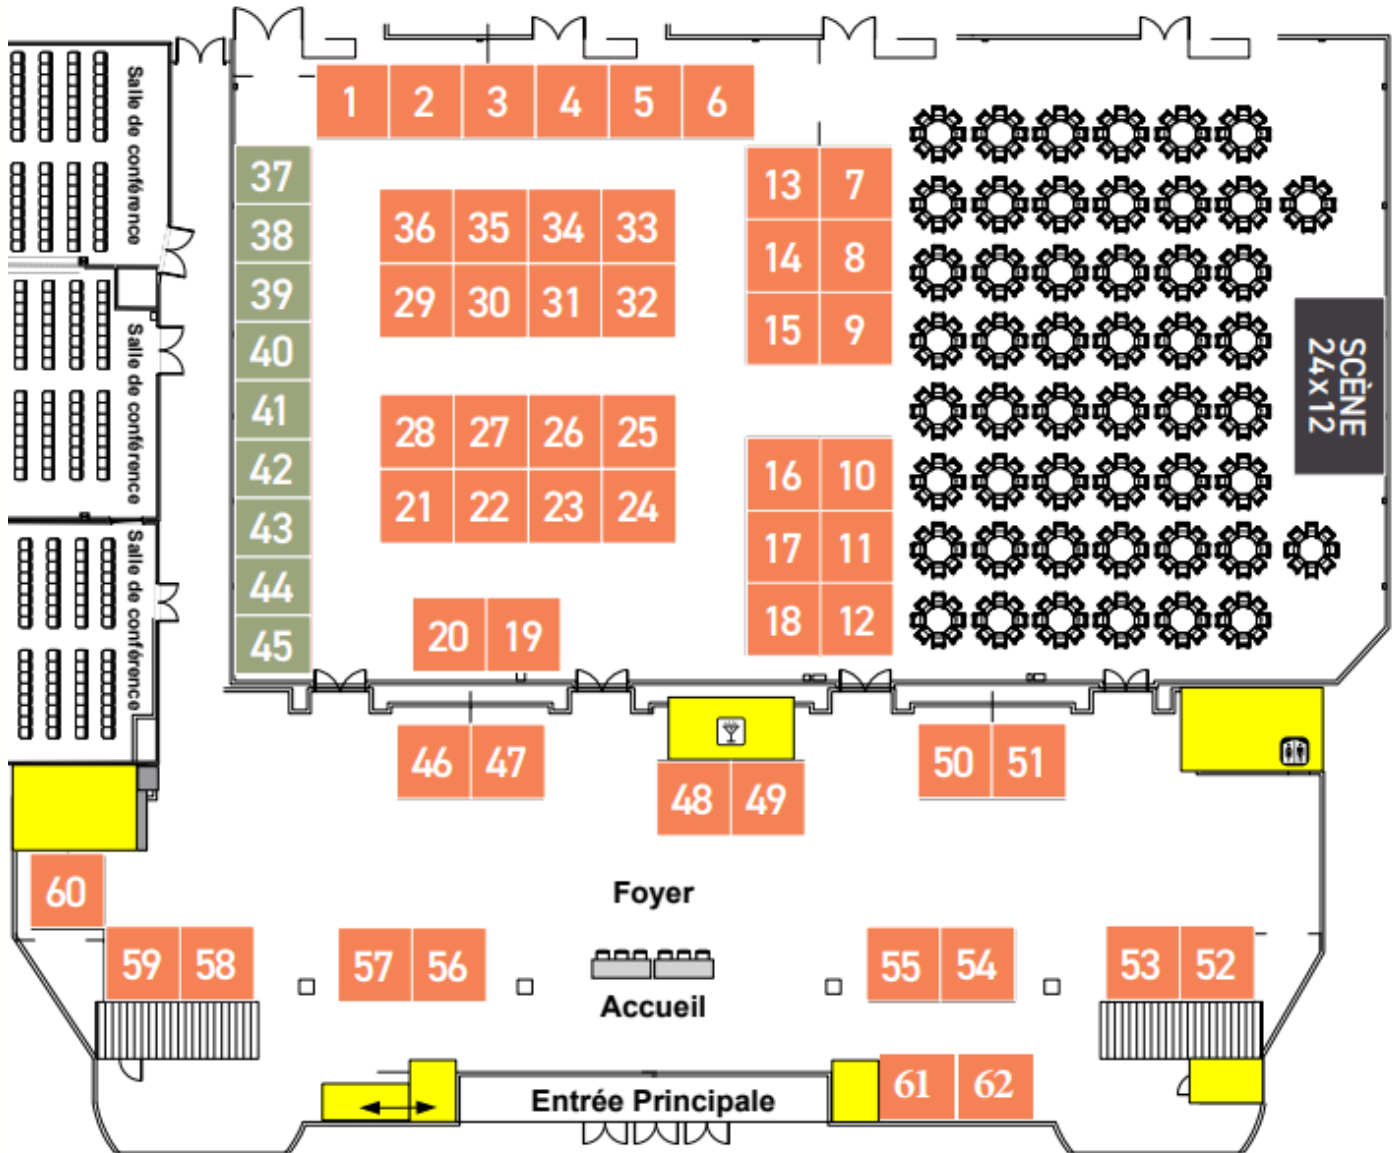 1 2 3 4 5 6
Salle de conférence
37
38
39
40
41
42
43
44
45
36 35 34 33
29 30 31 32
28 27 26 25
21 22 23 24
20 19
13 7
14 8
15 9
16 10
17 11
18 12
SCÈNE
24x12
Salle de conférence
Salle de conférence
46 47
48 49
50 51
60
59 58
57 56
Foyer
Accueil
55 54
53 52
61 62
Entrée Principale